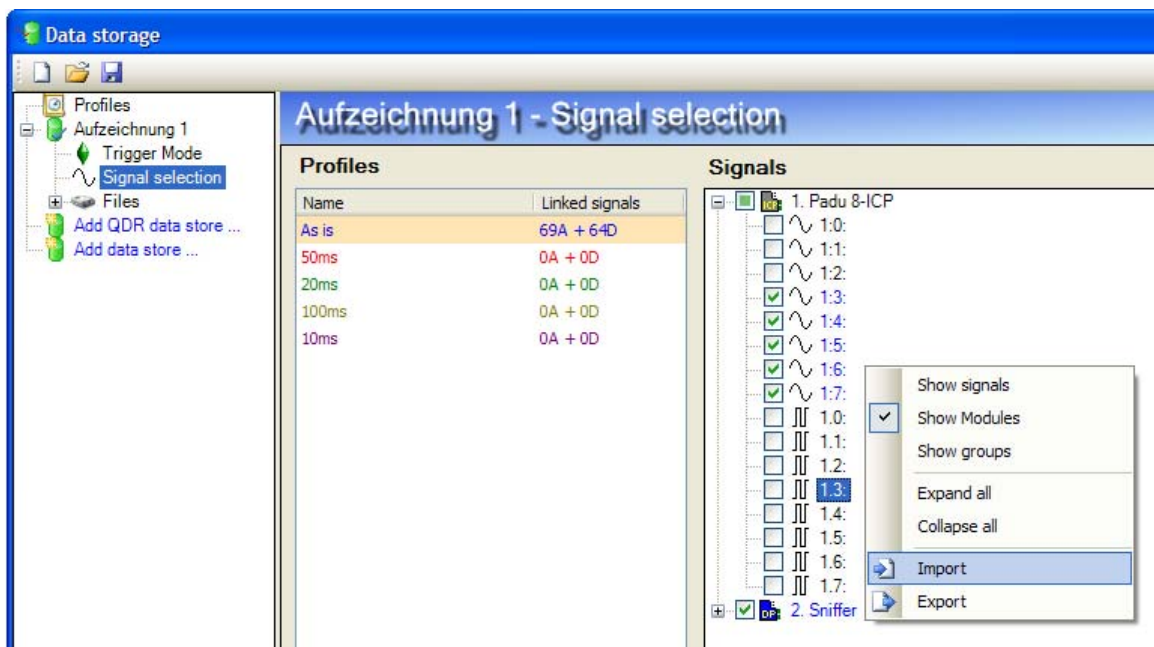 Data storage
Profiles
Aufzeichnung 1
Trigger Mode
Signal selection
Files
Add QDR data store ...
Add data store ...
Aufzeichnung 1 - Signal selection
Profiles
Name Linked signals
As is 69A + 64D
50ms 0A + 0D
20ms 0A + 0D
100ms 0A + 0D
10ms 0A + 0D
Signals
ICP 1. Padu 8-ICP
1:0:
1:1:
1:2:
1:3:
1:4:
1:5:
1:6:
1:7:
1.0:
1.1:
1.2:
1.3:
1.4:
1.5:
1.6:
1.7:
DP 2. Sniffer
Show signals
Show Modules
Show groups
Expand all
Collapse all
Import
Export